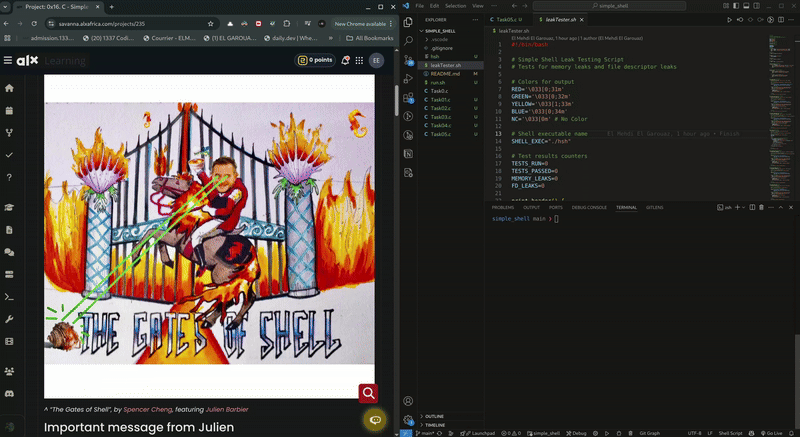 Project: 0x16. C - Simple
savanna.alxafrica.com/projects/235
New Chrome available
admission.133...
(20) 1337 Codi...
Courrier - ELM...
(1) EL GAROUA...
daily.dev | Whe...
All Bookmarks
alx Learning
0 points
EE
THE GATES OF SHELL
^ “The Gates of Shell”, by Spencer Cheng, featuring Julien Barbier
Important message from Julien
File Edit Selection View
simple_shell
EXPLORER
SIMPLE_SHELL
.vscode
.gitignore
hsh U
leakTester.sh
README.md M
run.sh U
Task0.c
Task01.c U
Task02.c U
Task03.c U
Task04.c U
Task05.c U
OUTLINE
TIMELINE
Task05.c U
leakTester.sh
leakTester.sh
El Mehdi El Garouaz, 1 hour ago | 1 author (El Mehdi El Garouaz)
1 #!/bin/bash
2
3 # Simple Shell Leak Testing Script
4 # Tests for memory leaks and file descriptor leaks
5
6 # Colors for output
7 RED='\033[0;31m'
8 GREEN='\033[0;32m'
9 YELLOW='\033[1;33m'
10 BLUE='\033[0;34m'
11 NC='\033[0m' # No Color
12
13 # Shell executable name El Mehdi El Garouaz, 1 hour ago • Finish
14 SHELL_EXEC="./hsh"
15
16 # Test results counters
17 TESTS_RUN=0
18 TESTS_PASSED=0
19 MEMORY_LEAKS=0
20 FD_LEAKS=0
21
PROBLEMS OUTPUT PORTS DEBUG CONSOLE TERMINAL GITLENS
zsh
simple_shell main ❯
main* Launchpad 0 0 simple_shell Debug Git Graph UTF-8 LF Shell Script Go Live